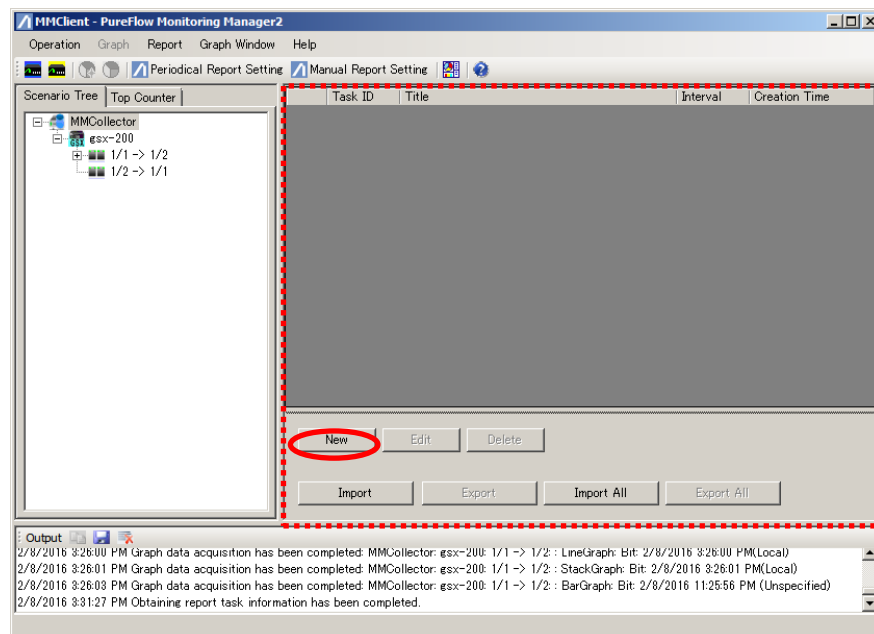 MMClient - PureFlow Monitoring Manager2
Operation Graph Report Graph Window Help
Periodical Report Setting Manual Report Setting
Scenario Tree Top Counter
Task ID Title Interval Creation Time
MMCollector
GSX gsx-200
1/1 -> 1/2
1/2 -> 1/1
New Edit Delete
Import Export Import All Export All
Output
2/8/2016 3:26:00 PM Graph data acquisition has been completed: MMCollector: gsx-200: 1/1 -> 1/2: : LineGraph: Bit: 2/8/2016 3:26:00 PM(Local)
2/8/2016 3:26:01 PM Graph data acquisition has been completed: MMCollector: gsx-200: 1/1 -> 1/2: : StackGraph: Bit: 2/8/2016 3:26:01 PM(Local)
2/8/2016 3:26:03 PM Graph data acquisition has been completed: MMCollector: gsx-200: 1/1 -> 1/2: : BarGraph: Bit: 2/8/2016 11:25:56 PM (Unspecified)
2/8/2016 3:31:27 PM Obtaining report task information has been completed.